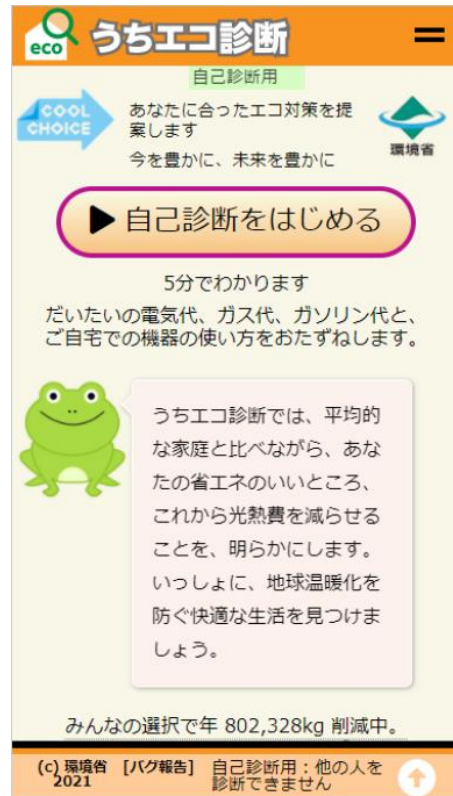 eco うちエコ診断
自己診断用
COOL
CHOICE
あなたに合ったエコ対策を提
案します
今を豊かに、未来を豊かに
環境省
▶自己診断をはじめる
5分でわかります
だいたいの電気代、ガス代、ガソリン代と、
ご自宅での機器の使い方をおたずねします。
うちエコ診断では、平均的
な家庭と比べながら、あな
たの省エネのいいところ、
これから光熱費を減らせる
ことを、明らかにします。
いっしょに、地球温暖化を
防ぐ快適な生活を見つけま
しょう。
みんなの選択で年 802,328kg 削減中。
(c) 環境省
2021
[バグ報告]
自己診断用：他の人を
診断できません